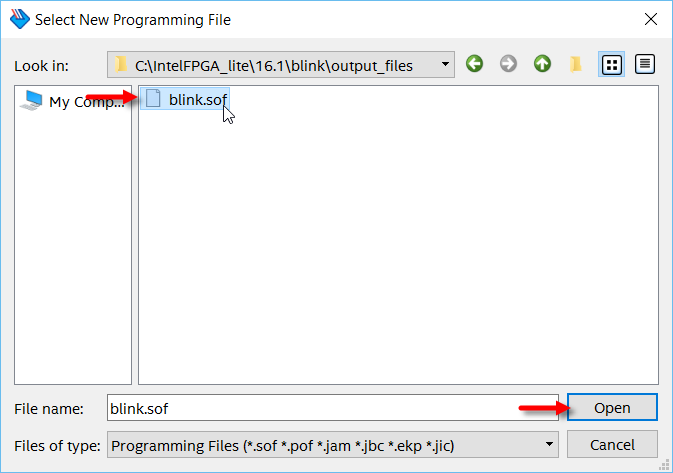 Select New Programming File
Look in: C:\IntelFPGA_lite\16.1\blink\output_files
My Comp... blink.sof
File name: blink.sof Open
Files of type: Programming Files (*.sof *.pof *.jam *.jbc *.ekp *.jic) Cancel